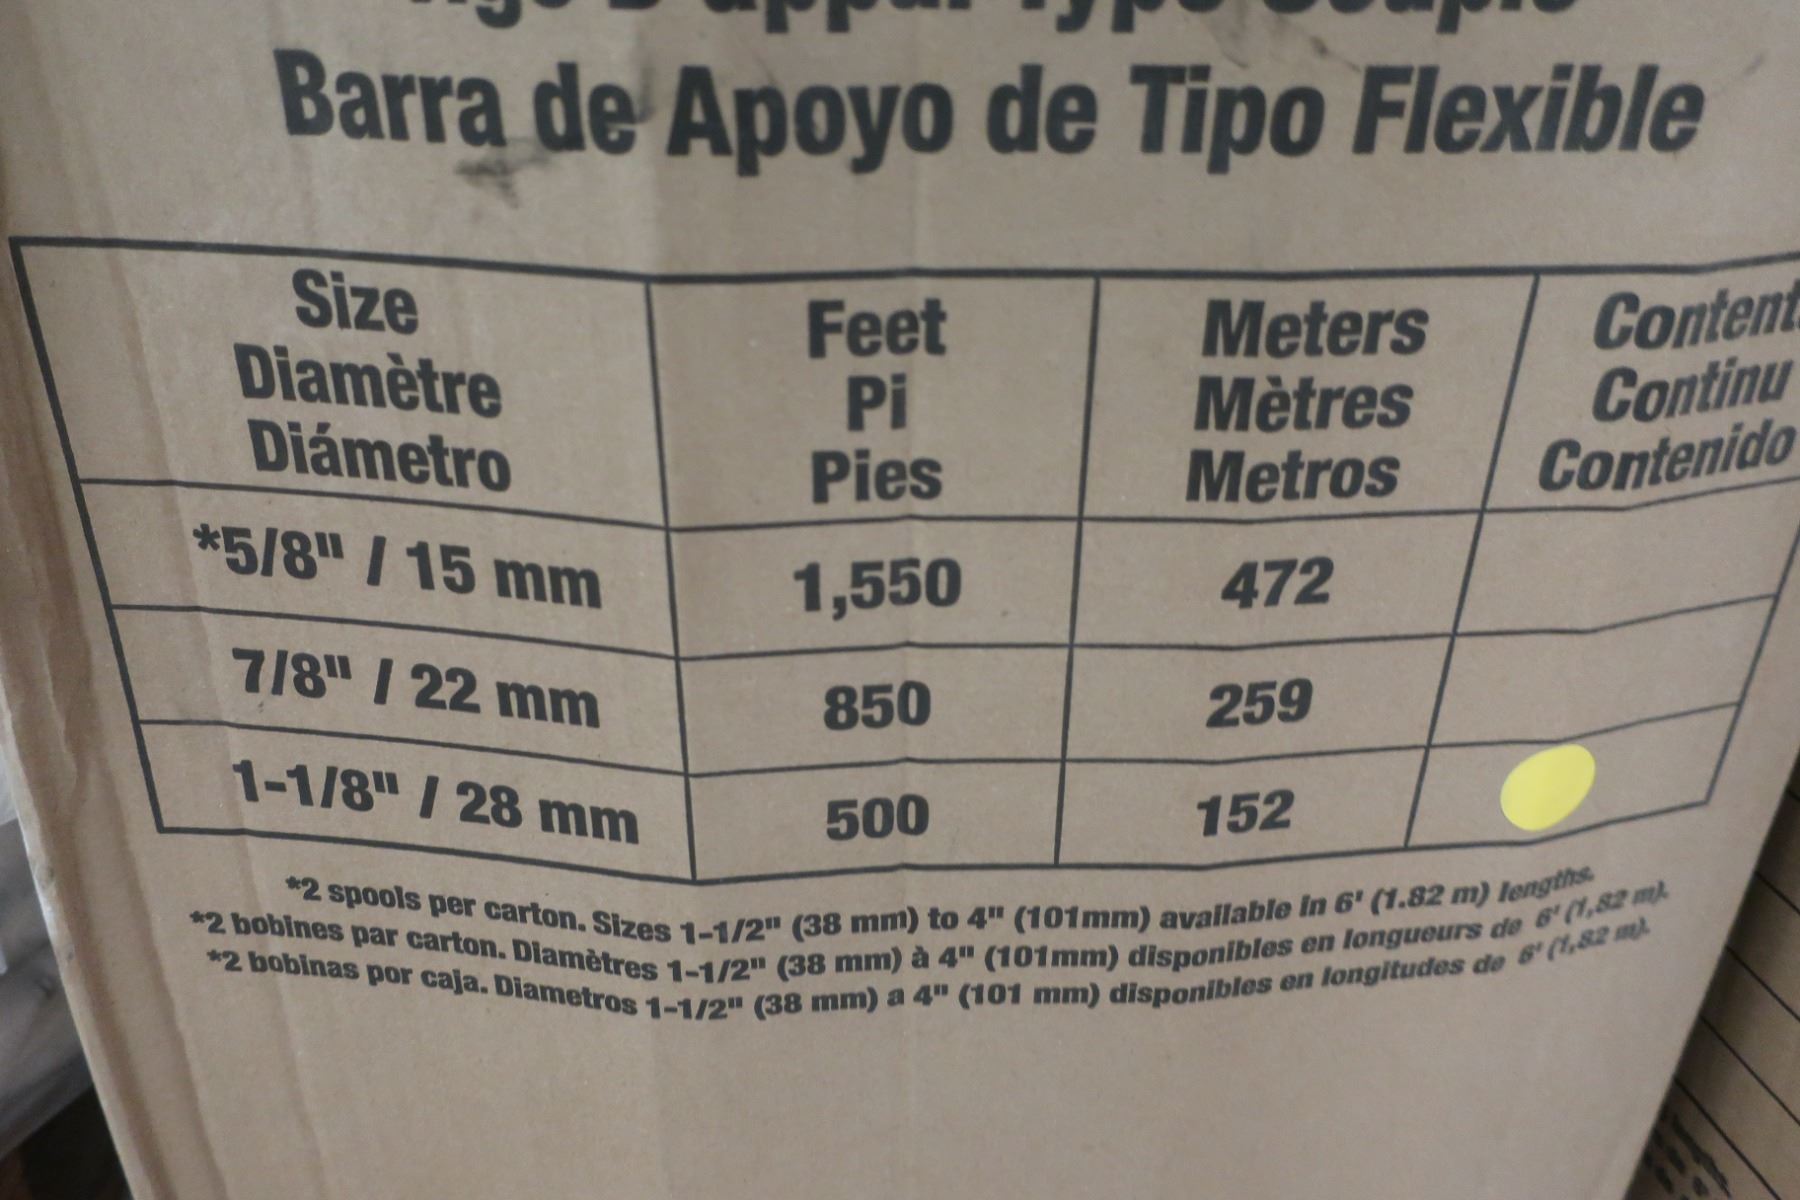 Barra de Apoyo de Tipo Flexible
Size
Diamètre
Diámetro
Feet
Pi
Pies
Meters
Mètres
Metros
Content
Continu
Contenido
*5/8" / 15 mm 1,550 472
7/8" / 22 mm 850 259
1-1/8" / 28 mm 500 152
*2 spools per carton. Sizes 1-1/2" (38 mm) to 4" (101mm) available in 6' (1.82 m) lengths.
*2 bobines par carton. Diamètres 1-1/2" (38 mm) à 4" (101mm) disponibles en longueurs de 6' (1,82 m).
*2 bobinas por caja. Diametros 1-1/2" (38 mm) a 4" (101 mm) disponibles en longitudes de 6' (1,82 m).